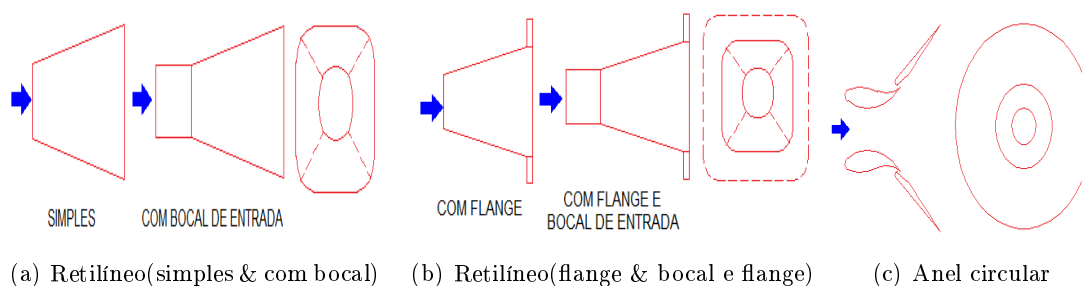 SIMPLES
COM BOCAL DE ENTRADA
COM FLANGE
COM FLANGE E
BOCAL DE ENTRADA
(a) Retilíneo(simples & com bocal)
(b) Retilíneo(flange & bocal e flange)
(c) Anel circular